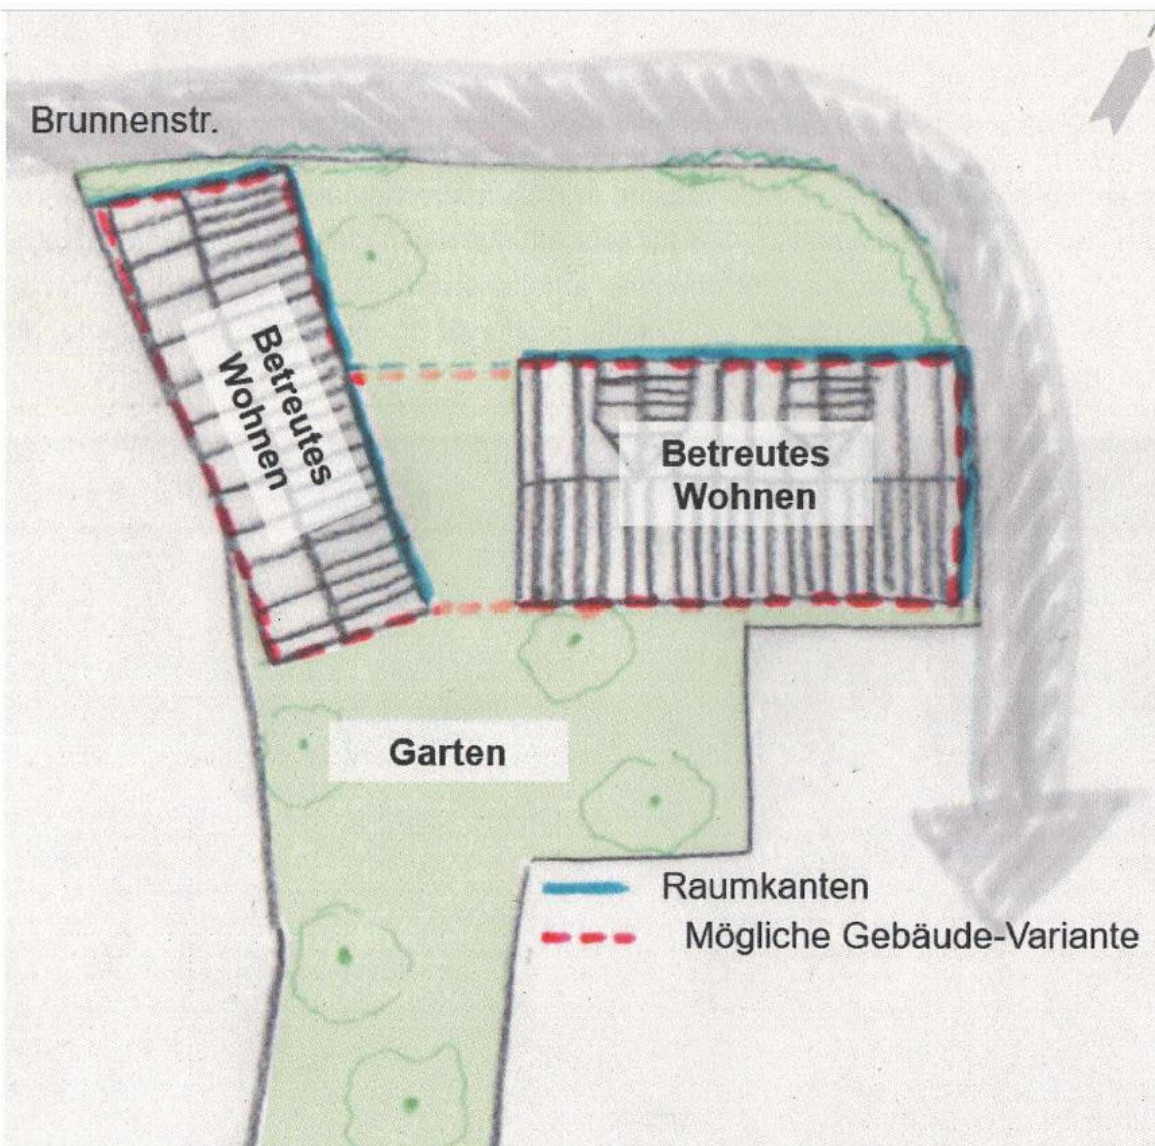 Brunnenstr.
Betreutes
Wohnen
Betreutes
Wohnen
Garten
Raumkanten
Mögliche Gebäude-Variante